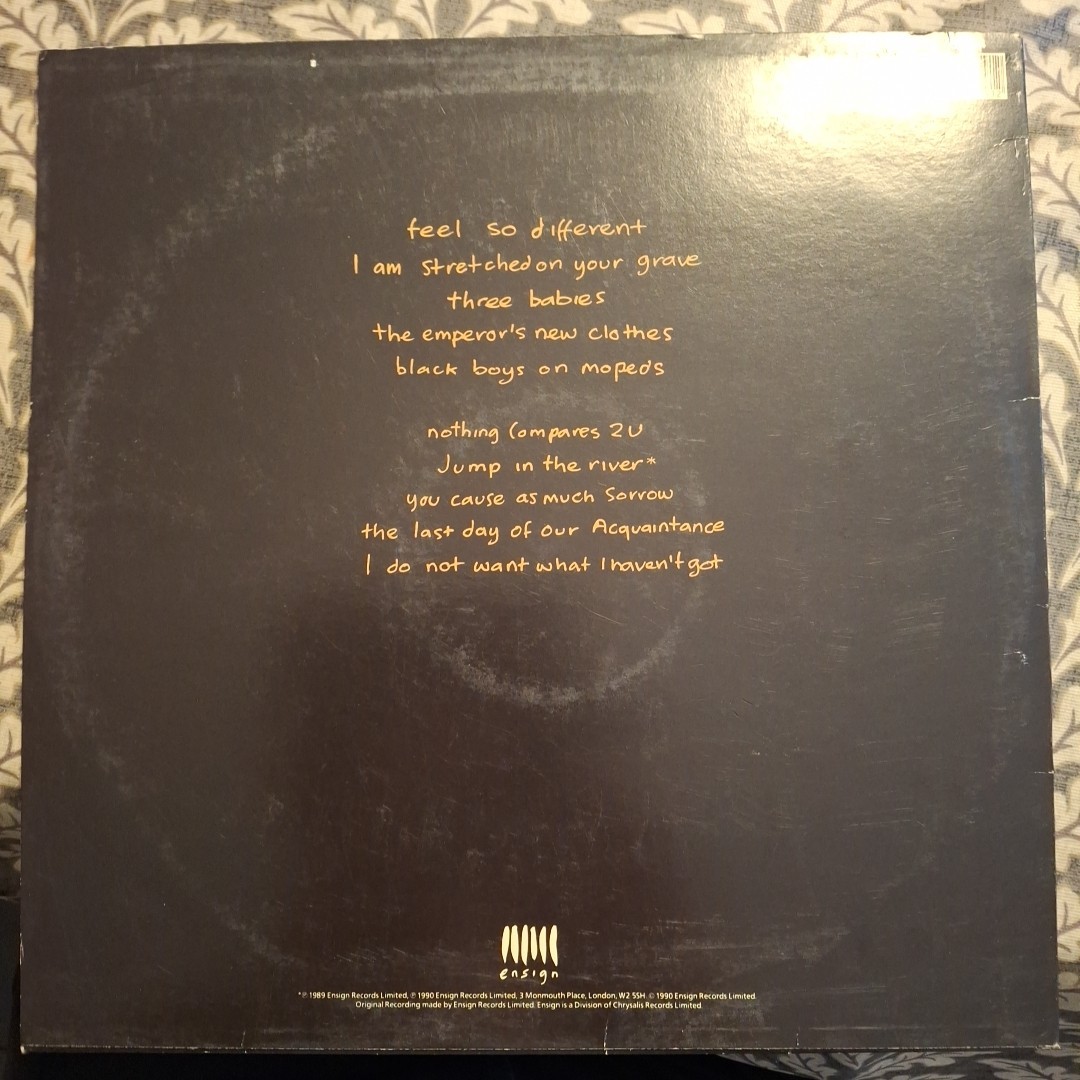 feel so different
I am stretched on your grave
three babies
the emperor's new clothes
black boys on mopeds
nothing Compares 2U
Jump in the river*
you cause as much Sorrow
the last day of our Acquaintance
I do not want what I haven't got
ensign
*℗ 1989 Ensign Records Limited, ℗ 1990 Ensign Records Limited, 3 Monmouth Place, London, W2 5SH. © 1990 Ensign Records Limited.
Original Recording made by Ensign Records Limited. Ensign is a Division of Chrysalis Records Limited.